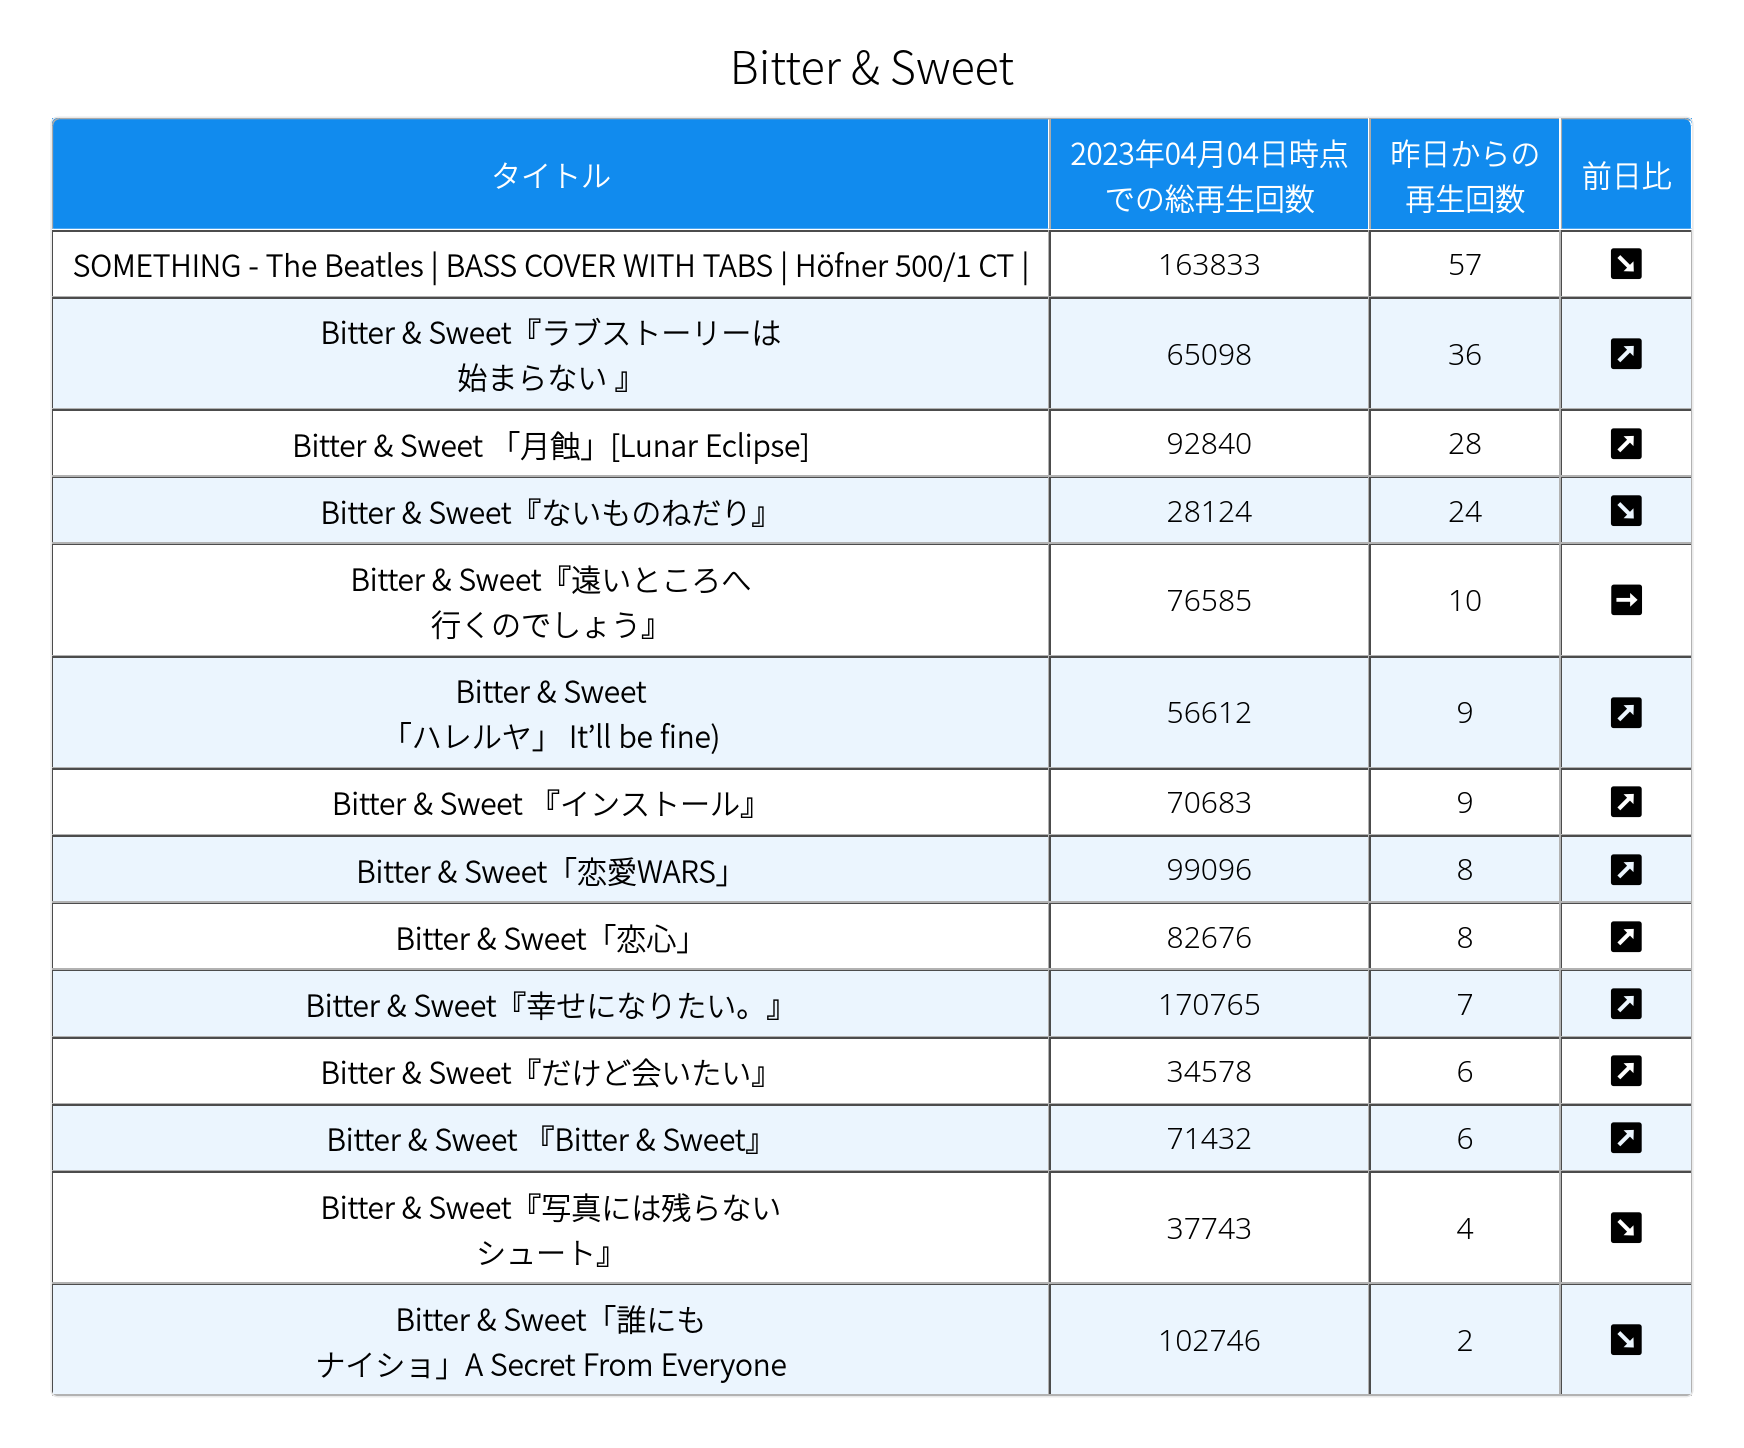 Bitter & Sweet
タイトル
2023年04月04日時点
での総再生回数
昨日からの
再生回数
前日比
SOMETHING - The Beatles | BASS COVER WITH TABS | Höfner 500/1 CT |
163833
57
Bitter & Sweet『ラブストーリーは
始まらない 』
65098
36
Bitter & Sweet 「月蝕」[Lunar Eclipse]
92840
28
Bitter & Sweet『ないものねだり』
28124
24
Bitter & Sweet『遠いところへ
行くのでしょう』
76585
10
Bitter & Sweet
「ハレルヤ」 It’ll be fine)
56612
9
Bitter & Sweet 『インストール』
70683
9
Bitter & Sweet「恋愛WARS」
99096
8
Bitter & Sweet「恋心」
82676
8
Bitter & Sweet『幸せになりたい。』
170765
7
Bitter & Sweet『だけど会いたい』
34578
6
Bitter & Sweet 『Bitter & Sweet』
71432
6
Bitter & Sweet『写真には残らない
シュート』
37743
4
Bitter & Sweet「誰にも
ナイショ」A Secret From Everyone
102746
2